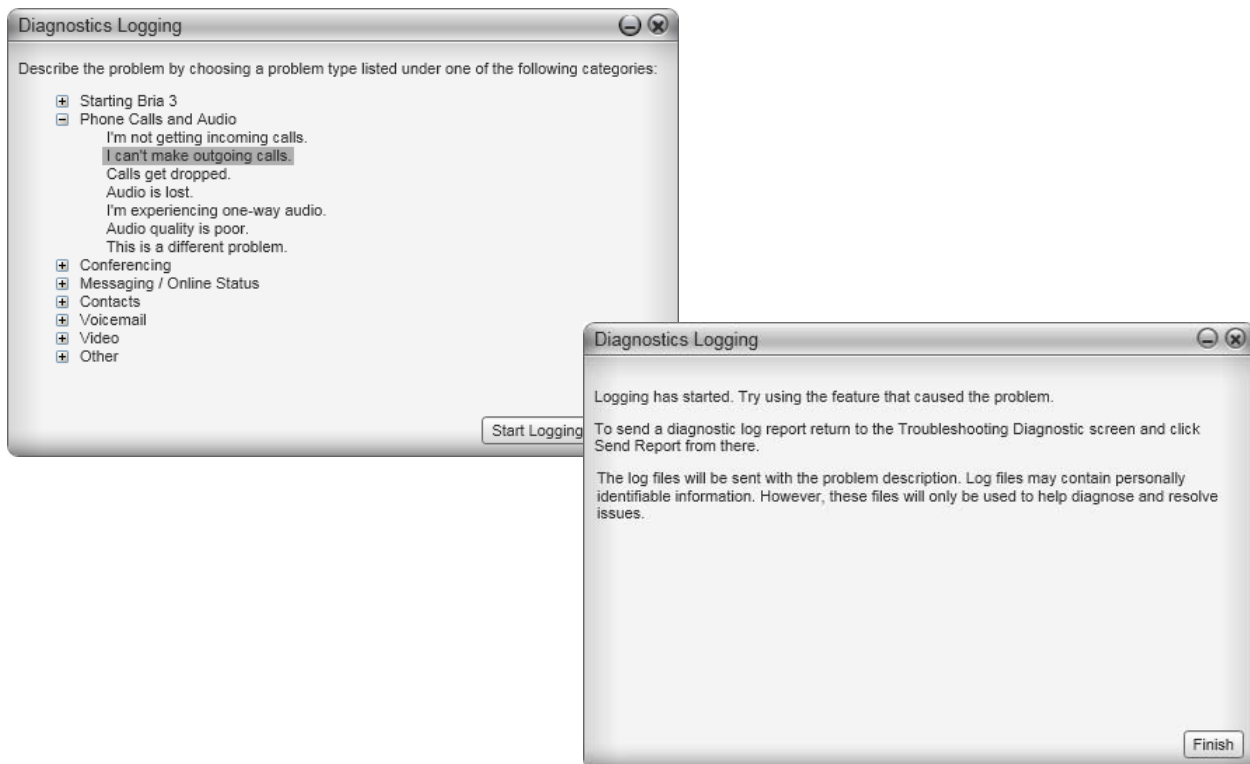 Diagnostics Logging
Describe the problem by choosing a problem type listed under one of the following categories:
Starting Bria 3
Phone Calls and Audio
I'm not getting incoming calls.
I can't make outgoing calls.
Calls get dropped.
Audio is lost.
I'm experiencing one-way audio.
Audio quality is poor.
This is a different problem.
Conferencing
Messaging / Online Status
Contacts
Voicemail
Video
Other
Start Logging
Diagnostics Logging
Logging has started. Try using the feature that caused the problem.
To send a diagnostic log report return to the Troubleshooting Diagnostic screen and click
Send Report from there.
The log files will be sent with the problem description. Log files may contain personally
identifiable information. However, these files will only be used to help diagnose and resolve
issues.
Finish